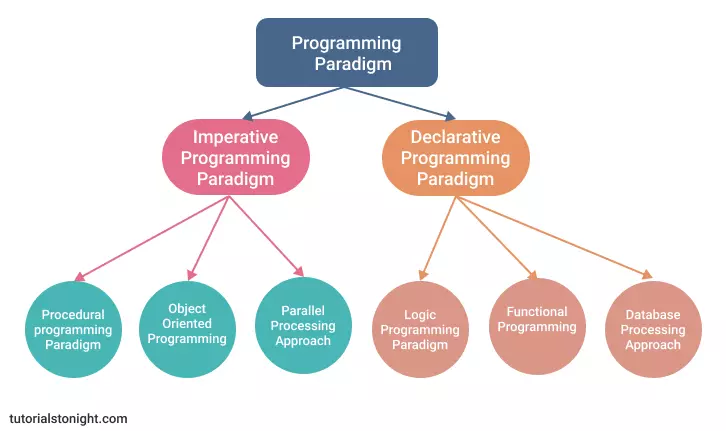 Programming
Paradigm
Imperative
Programming
Paradigm
Declarative
Programming
Paradigm
Procedural
programming
Paradigm
Object
Oriented
Programming
Parallel
Processing
Approach
Logic
Programming
Paradigm
Functional
Programming
Database
Processing
Approach
tutorialstonight.com